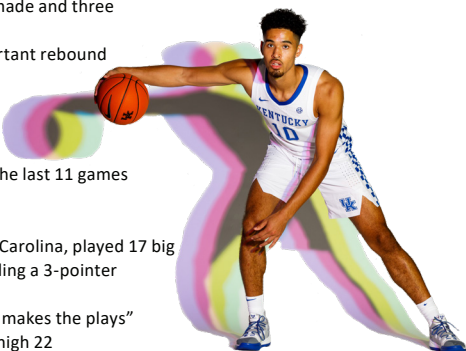 nade and three
rtant rebound
he last 11 games
Carolina, played 17 big
ling a 3-pointer
makes the plays”
high 22
KENTUCKY
10
UK